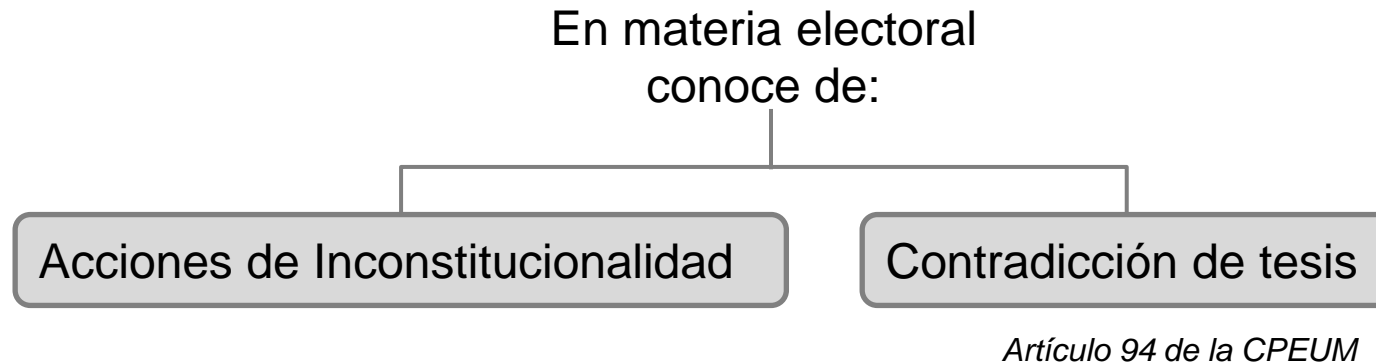 En materia electoral
conoce de:
Acciones de Inconstitucionalidad
Contradicción de tesis
Artículo 94 de la CPEUM